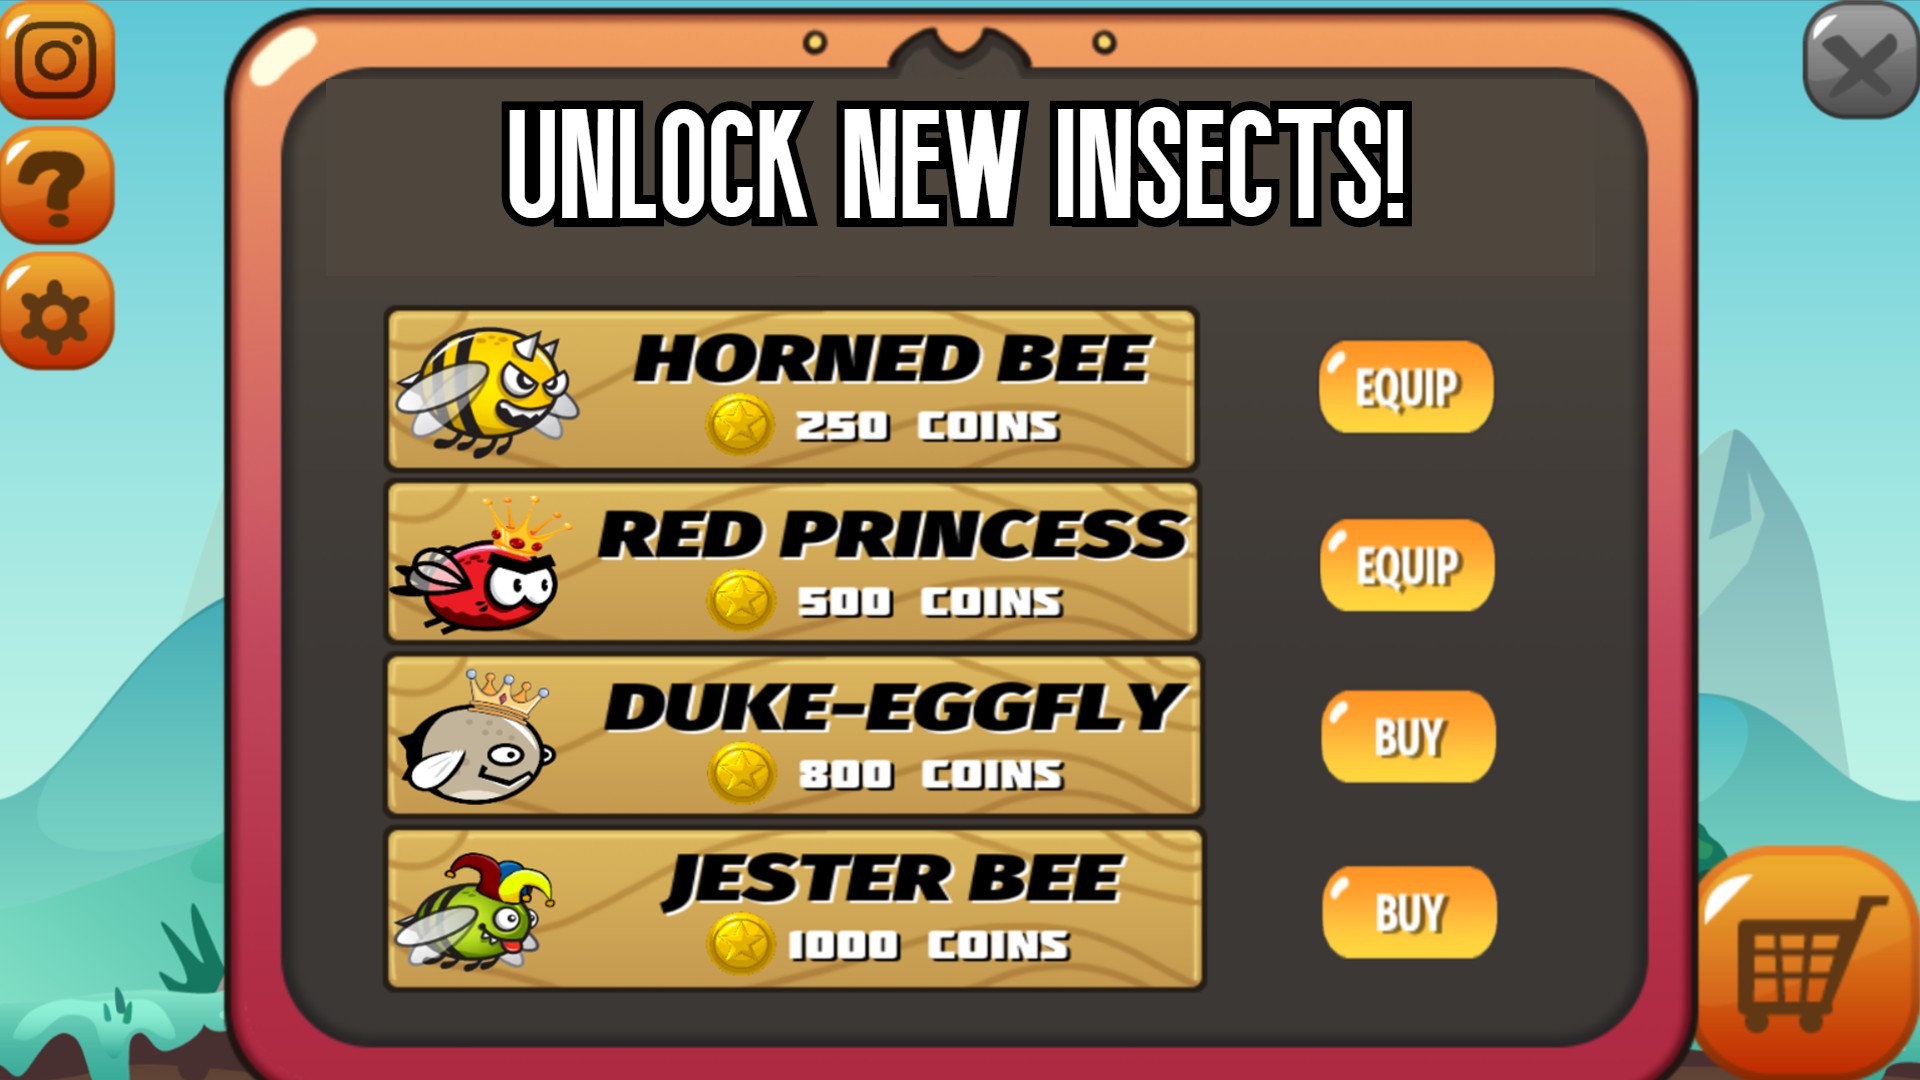 UNLOCK NEW INSECTS!
HORNED BEE
250 COINS
EQUIP
RED PRINCESS
500 COINS
EQUIP
DUKE-EGGFLY
800 COINS
BUY
JESTER BEE
1000 COINS
BUY